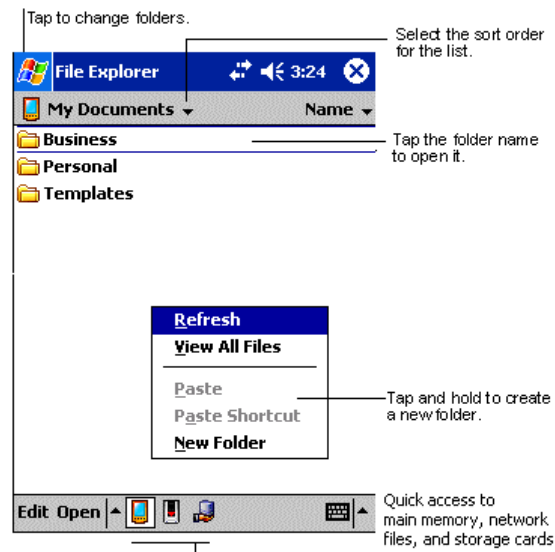 Tap to change folders.
Select the sort order
for the list.
File Explorer 3:24
My Documents Name
Business
Tap the folder name
to open it.
Personal
Templates
Refresh
View All Files
Paste
Paste Shortcut
New Folder
Tap and hold to create
a new folder.
Edit Open
Quick access to
main memory, network
files, and storage cards